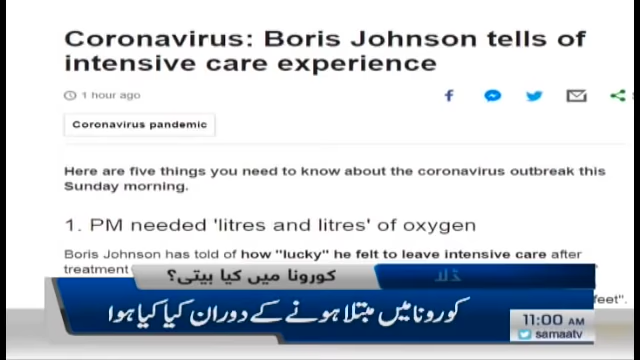 Coronavirus: Boris Johnson tells of
intensive care experience
1 hour ago
Coronavirus pandemic
Here are five things you need to know about the coronavirus outbreak this
Sunday morning.
1. PM needed 'litres and litres' of oxygen
Boris Johnson has told of how "lucky" he felt to leave intensive care after
treatment
feet".
کورونا میں کیا بیتی؟
کورونا میں مبتلا ہونے کے دوران کیا کیا ہوا
11:00 AM
samaatv